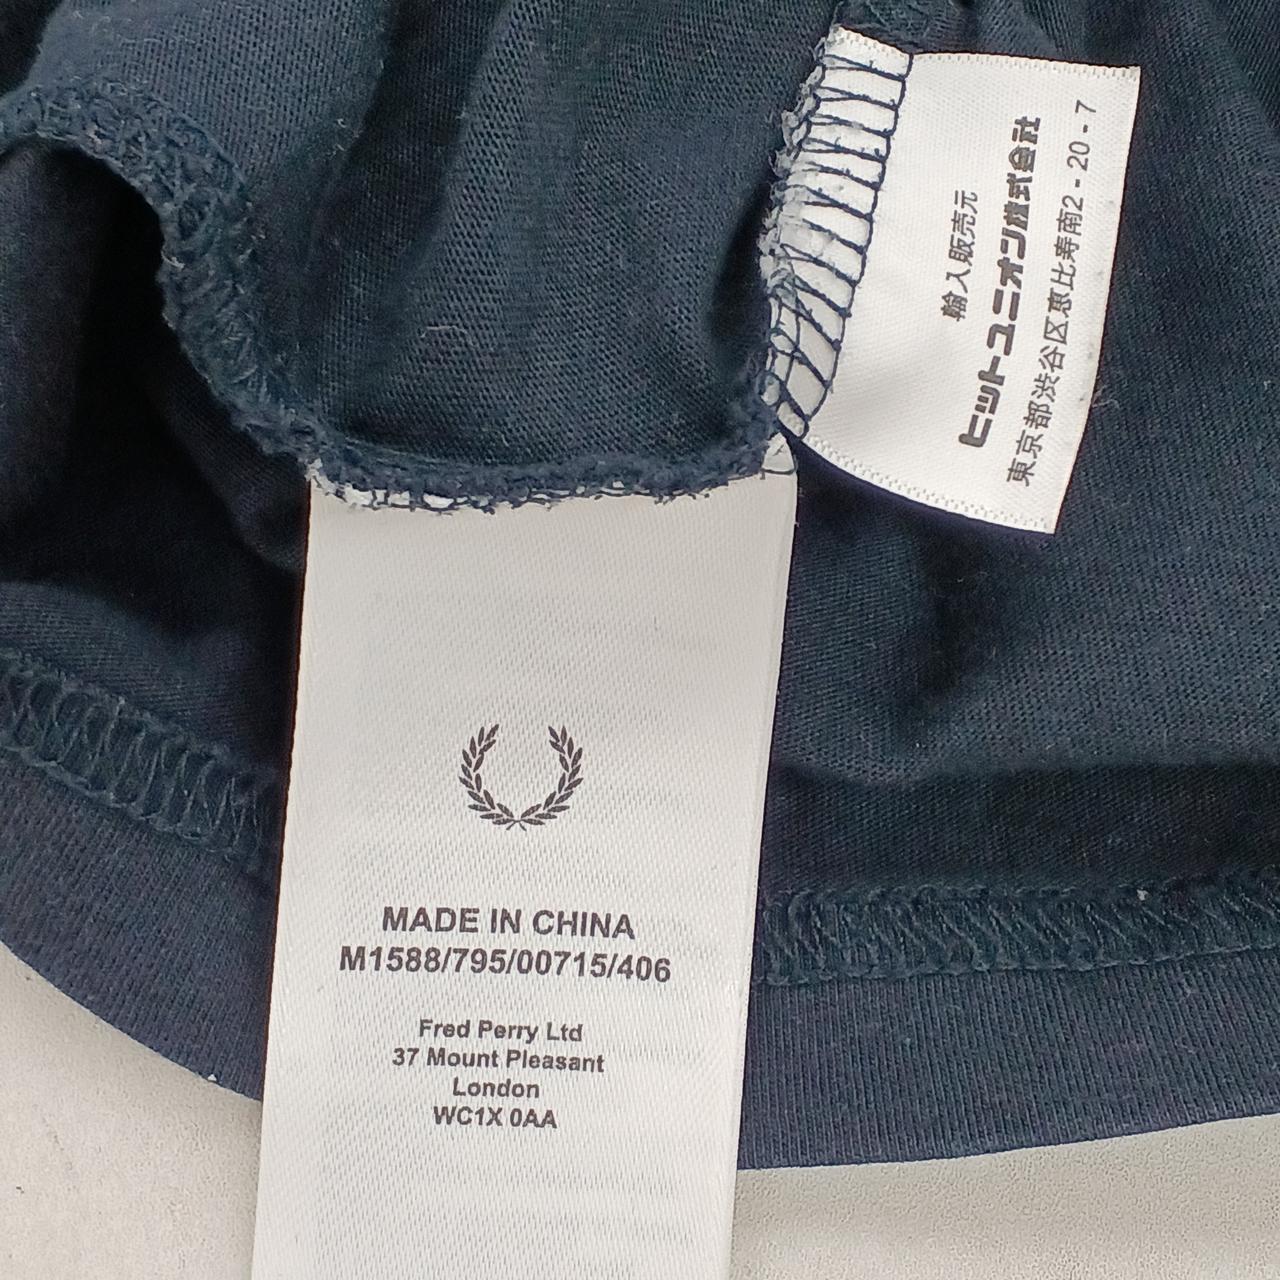 輸入販売元
ヒットユニオン株式会社
東京都渋谷区恵比寿南2-20-7
MADE IN CHINA
M1588/795/00715/406
Fred Perry Ltd
37 Mount Pleasant
London
WC1X 0AA